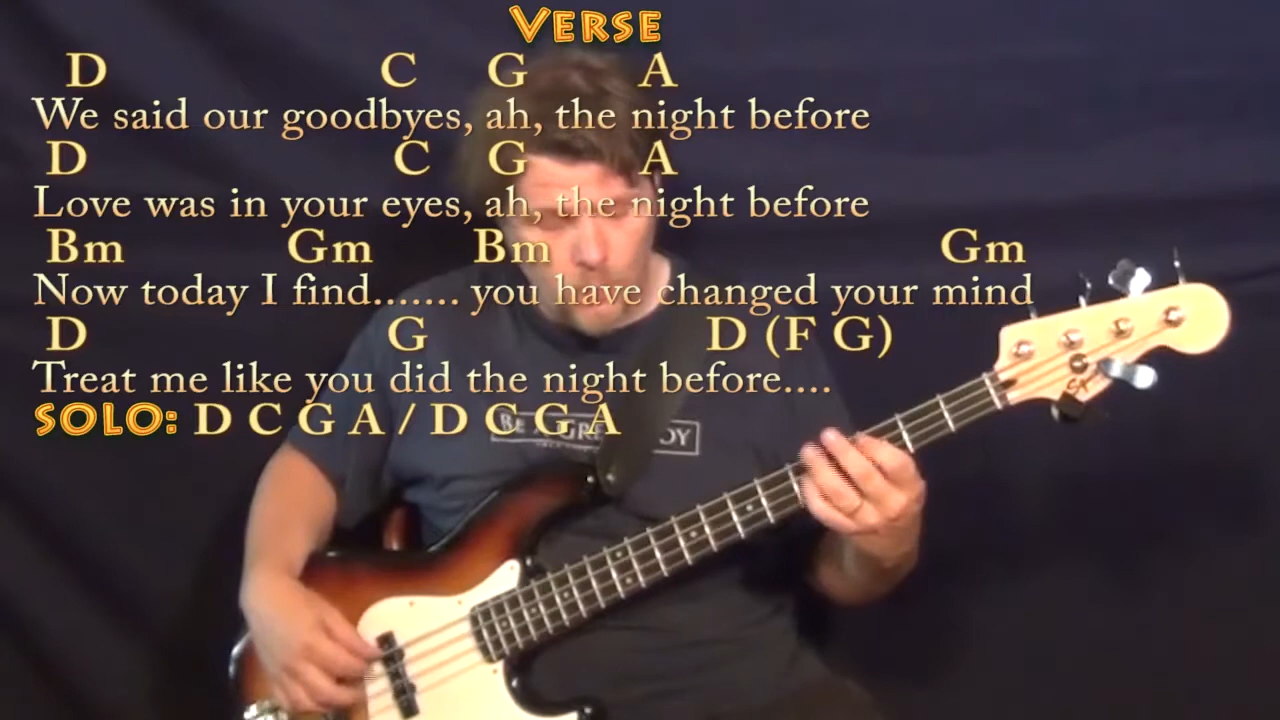 VERSE
D C G A
We said our goodbyes, ah, the night before
D C G A
Love was in your eyes, ah, the night before
Bm Gm Bm Gm
Now today I find....... you have changed your mind
D G D (F G)
Treat me like you did the night before....
SOLO: D C G A / D C G A
SX